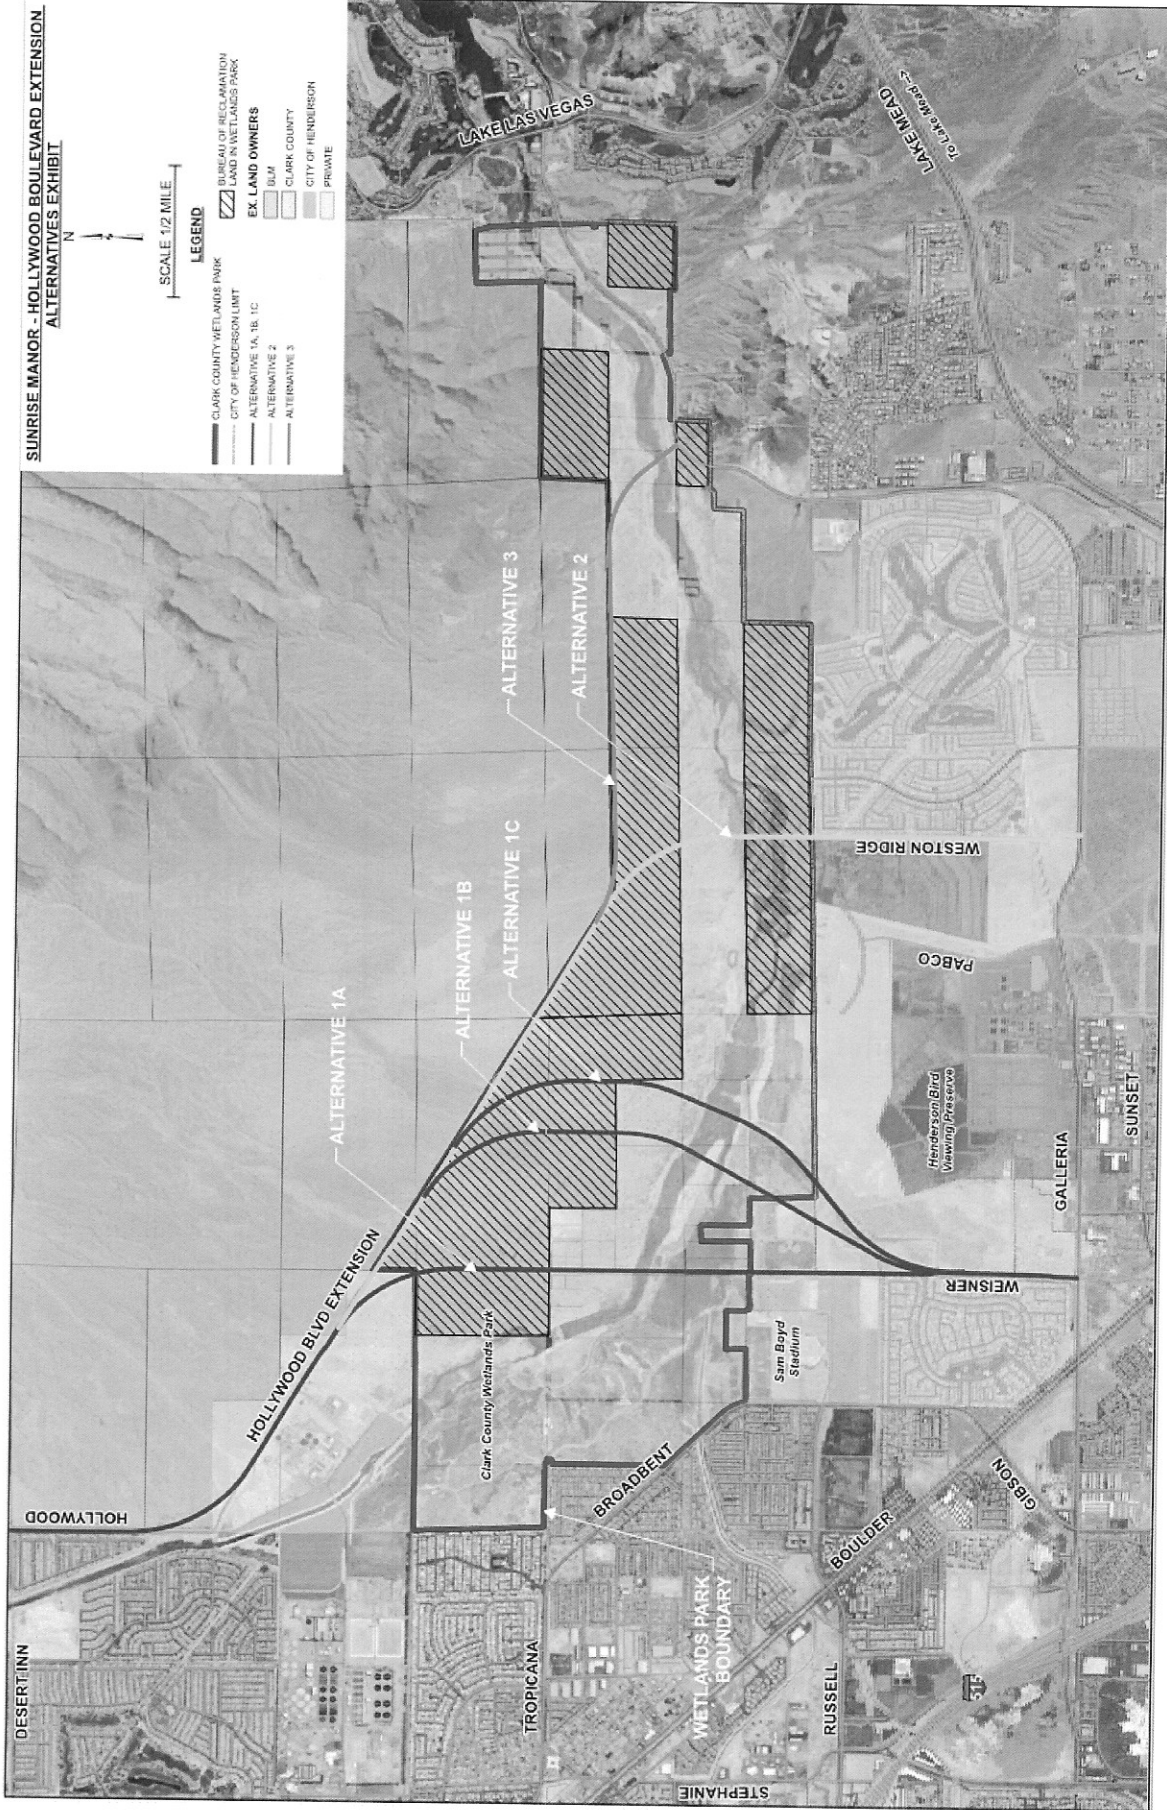 SUNRISE MANOR - HOLLYWOOD BOULEVARD EXTENSION
ALTERNATIVES EXHIBIT
N
SCALE 1/2 MILE
LEGEND
CLARK COUNTY WETLANDS PARK
CITY OF HENDERSON LIMIT
ALTERNATIVE 1A, 1B, 1C
ALTERNATIVE 2
ALTERNATIVE 3
BUREAU OF RECLAMATION
LAND IN WETLANDS PARK
EX. LAND OWNERS
BLM
CLARK COUNTY
CITY OF HENDERSON
PRIVATE
DESERT INN
HOLLYWOOD
HOLLYWOOD BLVD EXTENSION
ALTERNATIVE 1A
ALTERNATIVE 1B
ALTERNATIVE 1C
ALTERNATIVE 3
ALTERNATIVE 2
LAKE LAS VEGAS
LAKE MEAD
To Lake Mead-->
Clark County Wetlands Park
TROPICANA
BROADBENT
WETLANDS PARK
BOUNDARY
Sam Boyd
Stadium
WEISNER
Henderson Bird
Viewing Preserve
PABCO
WESTON RIDGE
STEPHANIE
RUSSELL
BOULDER
GIBSON
515
GALLERIA
SUNSET